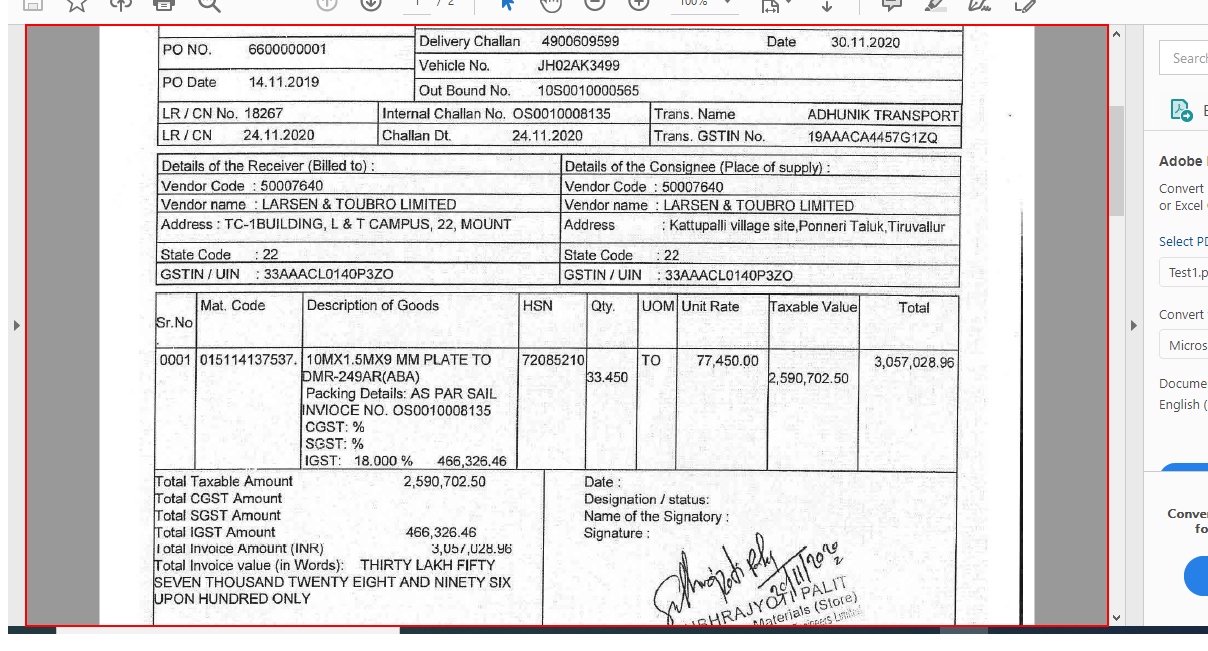 1 / 2
100%
PO NO. 6600000001
Delivery Challan 4900609599 Date 30.11.2020
Vehicle No. JH02AK3499
PO Date 14.11.2019
Out Bound No. 10S0010000565
LR / CN No. 18267 Internal Challan No. OS0010008135 Trans. Name ADHUNIK TRANSPORT
LR / CN 24.11.2020 Challan Dt. 24.11.2020 Trans. GSTIN No. 19AAACA4457G1ZQ
Details of the Receiver (Billed to) : Details of the Consignee (Place of supply) :
Vendor Code : 50007640 Vendor Code : 50007640
Vendor name : LARSEN & TOUBRO LIMITED Vendor name : LARSEN & TOUBRO LIMITED
Address : TC-1BUILDING, L & T CAMPUS, 22, MOUNT Address : Kattupalli village site,Ponneri Taluk,Tiruvallur
State Code : 22 State Code : 22
GSTIN / UIN : 33AAACL0140P3ZO GSTIN / UIN : 33AAACL0140P3ZO
Sr.No Mat. Code Description of Goods HSN Qty. UOM Unit Rate Taxable Value Total
0001 015114137537. 10MX1.5MX9 MM PLATE TO 72085210 TO 77,450.00 3,057,028.96
DMR-249AR(ABA) 33.450 2,590,702.50
Packing Details: AS PAR SAIL
INVIOCE NO. OS0010008135
CGST: %
SGST: %
IGST: 18.000 % 466,326.46
Total Taxable Amount 2,590,702.50 Date :
Total CGST Amount Designation / status:
Total SGST Amount Name of the Signatory :
Total IGST Amount 466,326.46 Signature :
Total Invoice Amount (INR) 3,057,028.96
Total Invoice value (in Words): THIRTY LAKH FIFTY
SEVEN THOUSAND TWENTY EIGHT AND NINETY SIX
UPON HUNDRED ONLY
PALIT
Materials (Store)
Search
Adobe
Convert
or Excel
Select PD
Test1.p
Convert
Micros
Docume
English (
Conver
fo